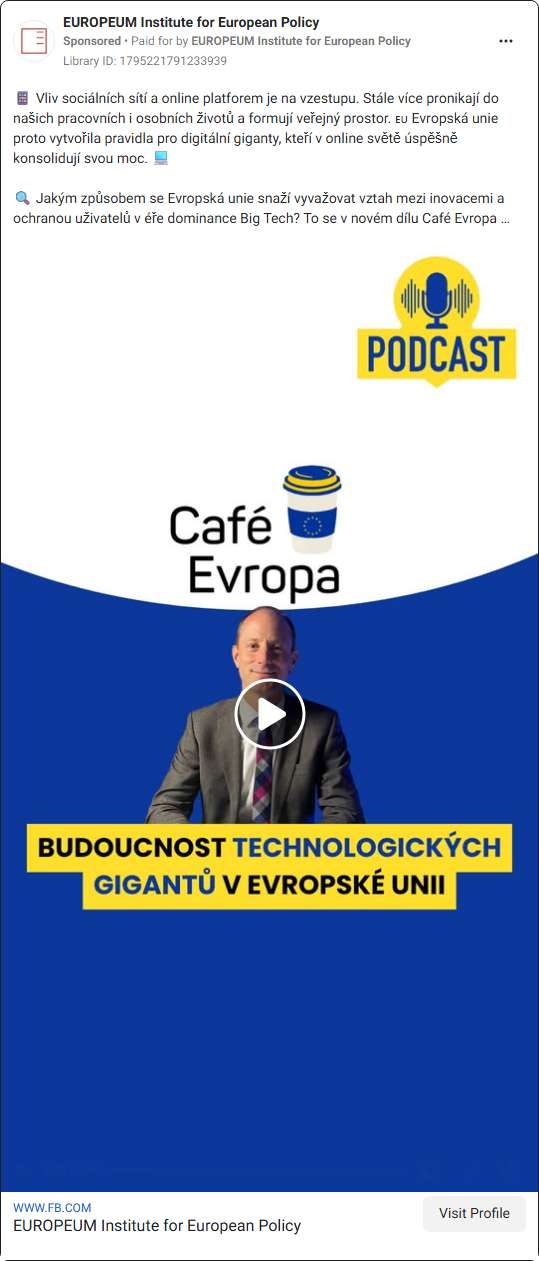 EUROPEUM Institute for European Policy
Sponsored • Paid for by EUROPEUM Institute for European Policy
Library ID: 1795221791233939
Vliv sociálních sítí a online platforem je na vzestupu. Stále více pronikají do
našich pracovních i osobních životů a formují veřejný prostor. EU Evropská unie
proto vytvořila pravidla pro digitální giganty, kteří v online světě úspěšně
konsolidují svou moc.
Jakým způsobem se Evropská unie snaží vyvažovat vztah mezi inovacemi a
ochranou uživatelů v éře dominance Big Tech? To se v novém dílu Café Evropa ...
PODCAST
Café
Evropa
BUDOUCNOST TECHNOLOGICKÝCH
GIGANTŮ V EVROPSKÉ UNII
WWW.FB.COM
EUROPEUM Institute for European Policy
Visit Profile